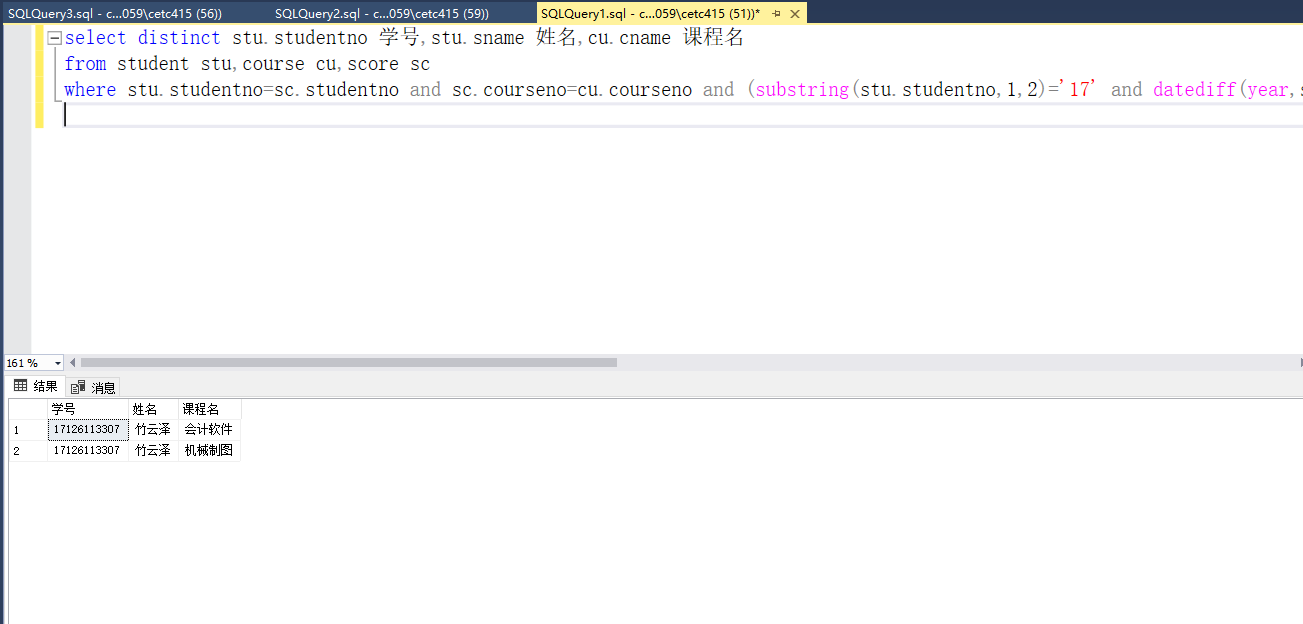 SQLQuery3.sql - c...059\cetc415 (56))
SQLQuery2.sql - c...059\cetc415 (59))
SQLQuery1.sql - c...059\cetc415 (51))*
select distinct stu.studentno 学号,stu.sname 姓名,cu.cname 课程名
from student stu,course cu,score sc
where stu.studentno=sc.studentno and sc.courseno=cu.courseno and (substring(stu.studentno,1,2)='17' and datediff(year,s
161 %
结果 消息
学号 姓名 课程名
1 17126113307 竹云泽 会计软件
2 17126113307 竹云泽 机械制图